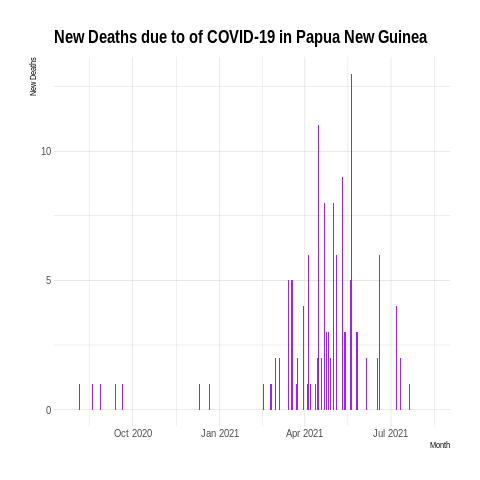 New Deaths due to of COVID-19 in Papua New Guinea
New Deaths
10
5
0
Oct 2020 Jan 2021 Apr 2021 Jul 2021
Month